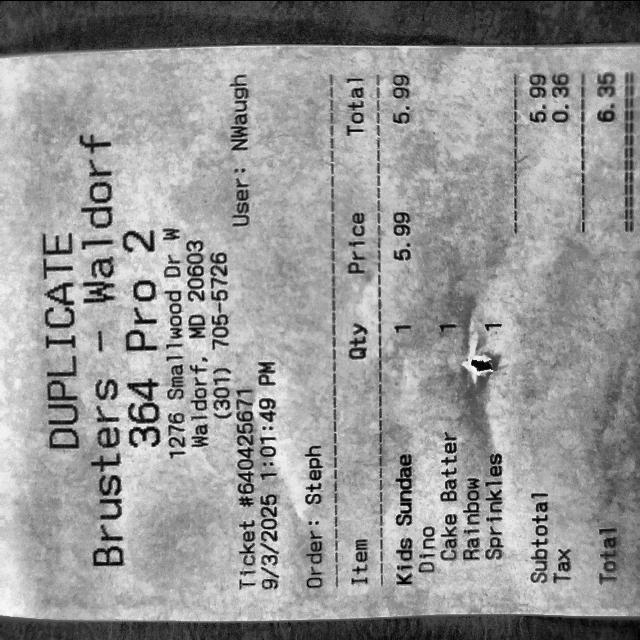 DUPLICATE
Brusters - Waldorf
364 Pro 2
1276 Smallwood Dr W
Waldorf, MD 20603
(301) 705-5726
Ticket #640425671 User: NWaugh
9/3/2025 1:01:49 PM
Order: Steph
Item Qty Price Total
Kids Sundae 1 5.99 5.99
Dino
Cake Batter 1
Rainbow
Sprinkles 1
Subtotal 5.99
Tax 0.36
Total 6.35